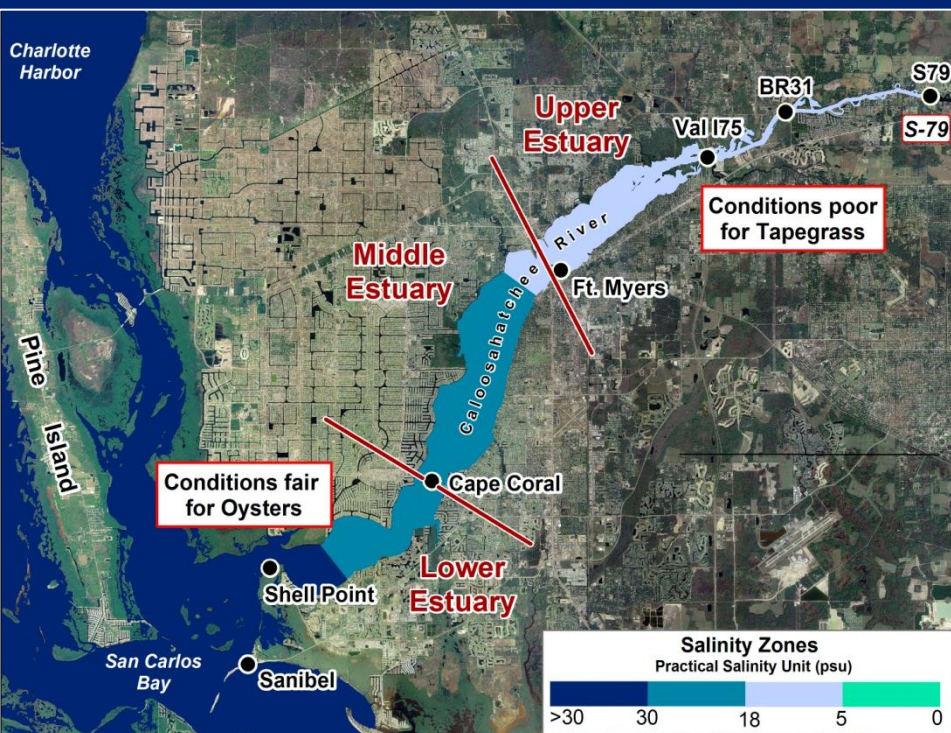 Charlotte
Harbor
S79
BR31
S-79
Upper
Estuary
Val I75
Conditions poor
for Tapegrass
Middle
Estuary
Caloosahatchee River
Ft. Myers
Pine
Island
Conditions fair
for Oysters
Cape Coral
Lower
Estuary
Shell Point
San Carlos
Bay
Sanibel
Salinity Zones
Practical Salinity Unit (psu)
>30 30 18 5 0